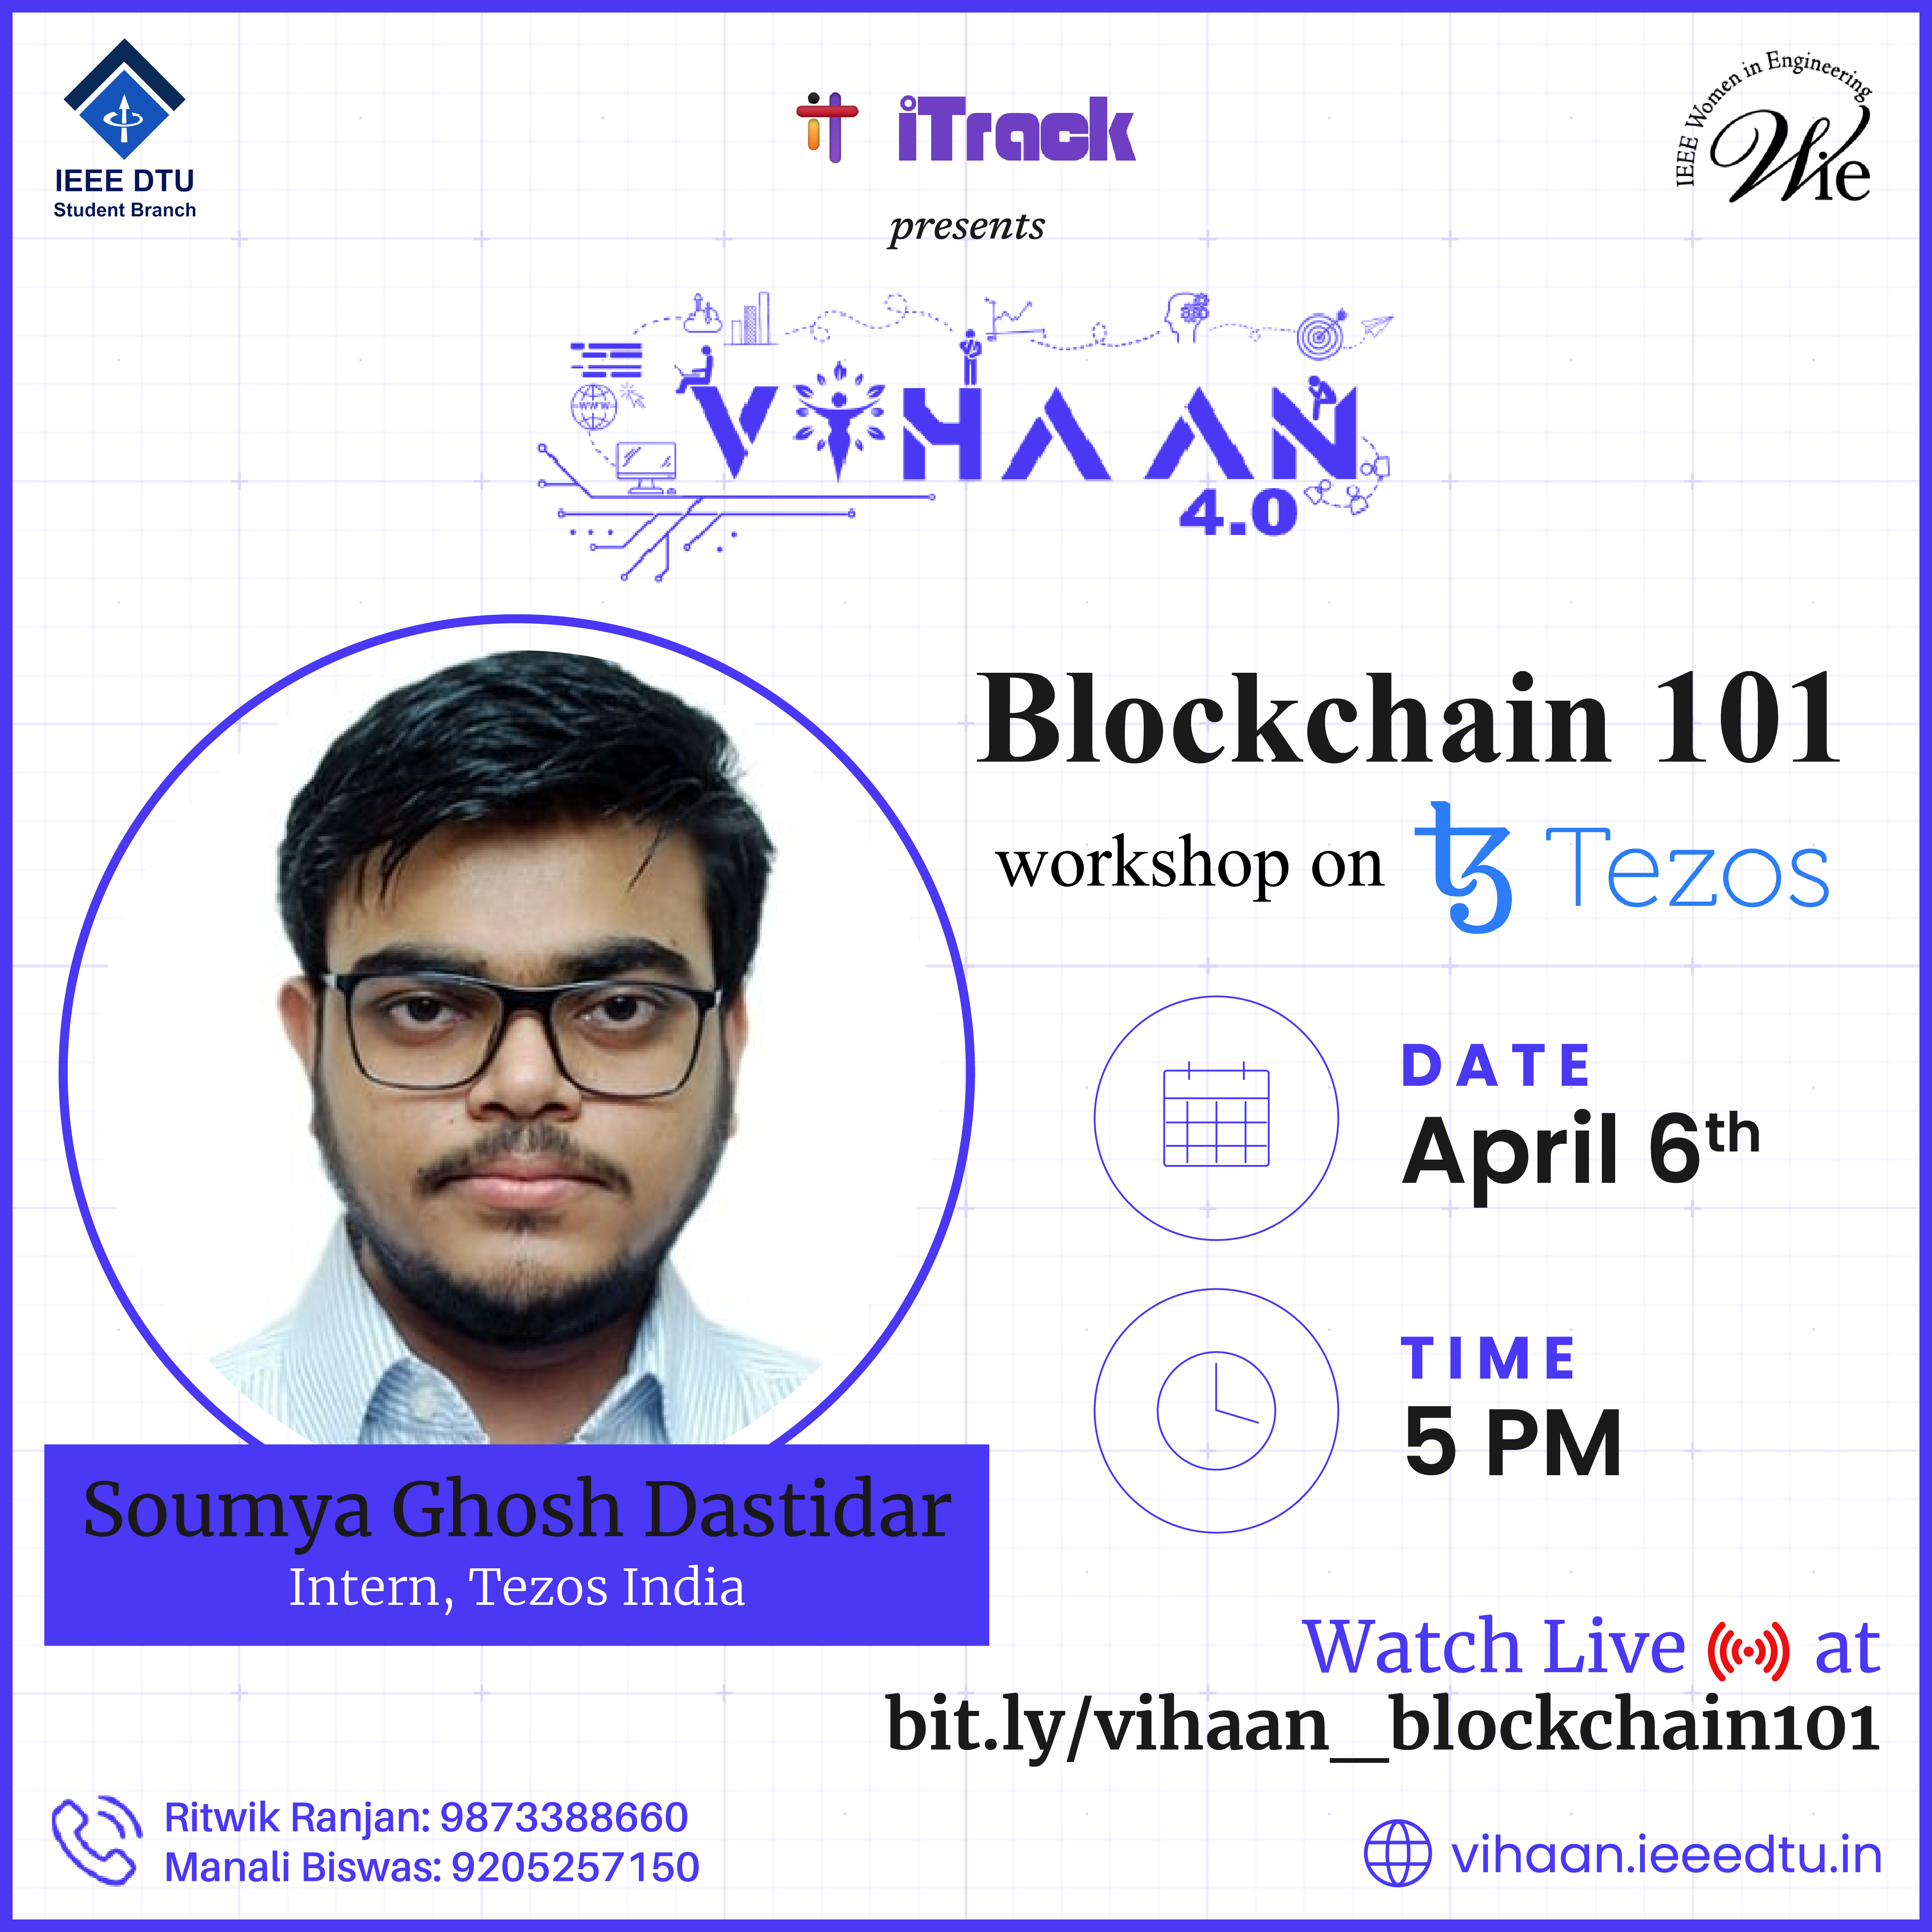 IEEE DTU
Student Branch
iTrack
IEEE Women in Engineering
Wie
presents
WWW
VIHAAN
4.0
Blockchain 101
workshop on Tezos
DATE
April 6th
TIME
5 PM
Soumya Ghosh Dastidar
Intern, Tezos India
Watch Live at
bit.ly/vihaan_blockchain101
Ritwik Ranjan: 9873388660
Manali Biswas: 9205257150
vihaan.ieeedtu.in